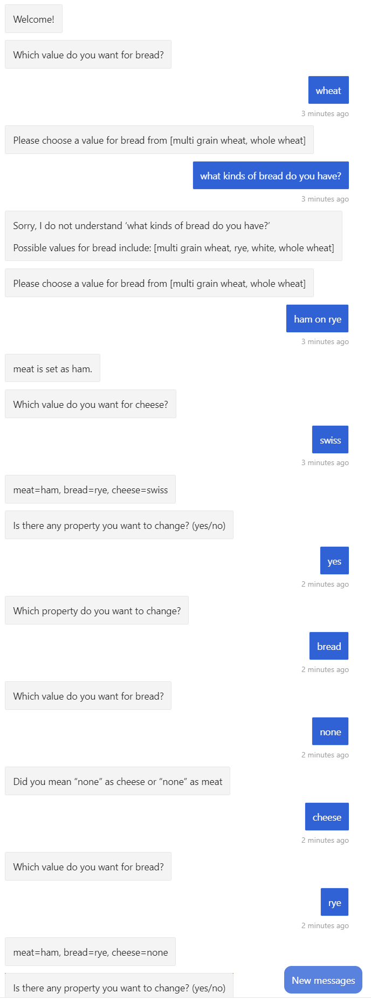 Welcome!
Which value do you want for bread?
wheat
3 minutes ago
Please choose a value for bread from [multi grain wheat, whole wheat]
what kinds of bread do you have?
3 minutes ago
Sorry, I do not understand ‘what kinds of bread do you have?’
Possible values for bread include: [multi grain wheat, rye, white, whole wheat]
Please choose a value for bread from [multi grain wheat, whole wheat]
ham on rye
3 minutes ago
meat is set as ham.
Which value do you want for cheese?
swiss
3 minutes ago
meat=ham, bread=rye, cheese=swiss
Is there any property you want to change? (yes/no)
yes
2 minutes ago
Which property do you want to change?
bread
2 minutes ago
Which value do you want for bread?
none
2 minutes ago
Did you mean “none” as cheese or “none” as meat
cheese
2 minutes ago
Which value do you want for bread?
rye
2 minutes ago
meat=ham, bread=rye, cheese=none
Is there any property you want to change? (yes/no)
New messages